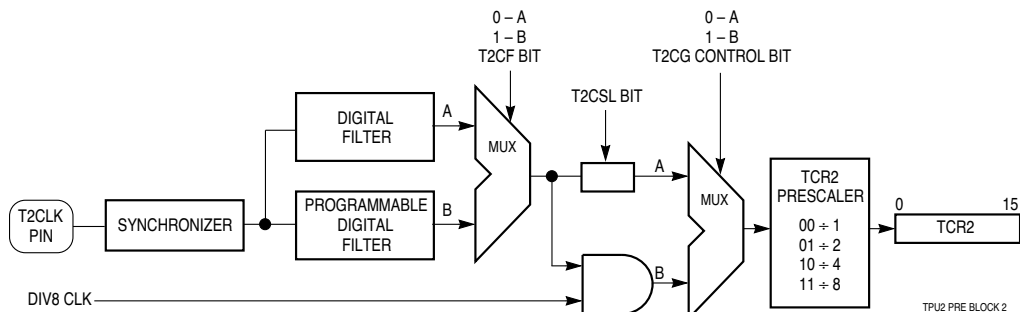 0 – A
1 – B
T2CF BIT
0 – A
1 – B
T2CG CONTROL BIT
T2CSL BIT
DIGITAL
FILTER
A
MUX
A
MUX
TCR2
PRESCALER
00 ÷ 1
01 ÷ 2
10 ÷ 4
11 ÷ 8
0 15
TCR2
T2CLK
PIN
SYNCHRONIZER
PROGRAMMABLE
DIGITAL
FILTER
B
B
DIV8 CLK
TPU2 PRE BLOCK 2